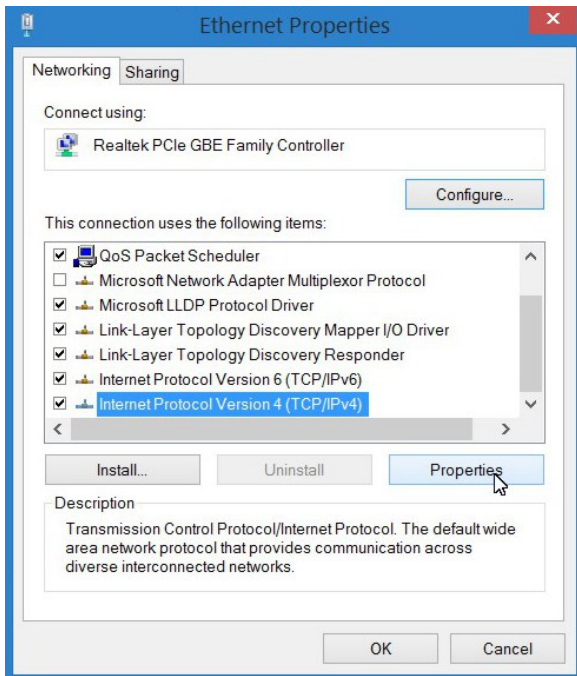 Ethernet Properties
Networking
Sharing
Connect using:
Realtek PCIe GBE Family Controller
Configure...
This connection uses the following items:
QoS Packet Scheduler
Microsoft Network Adapter Multiplexor Protocol
Microsoft LLDP Protocol Driver
Link-Layer Topology Discovery Mapper I/O Driver
Link-Layer Topology Discovery Responder
Internet Protocol Version 6 (TCP/IPv6)
Internet Protocol Version 4 (TCP/IPv4)
Install...
Uninstall
Properties
Description
Transmission Control Protocol/Internet Protocol. The default wide
area network protocol that provides communication across
diverse interconnected networks.
OK
Cancel